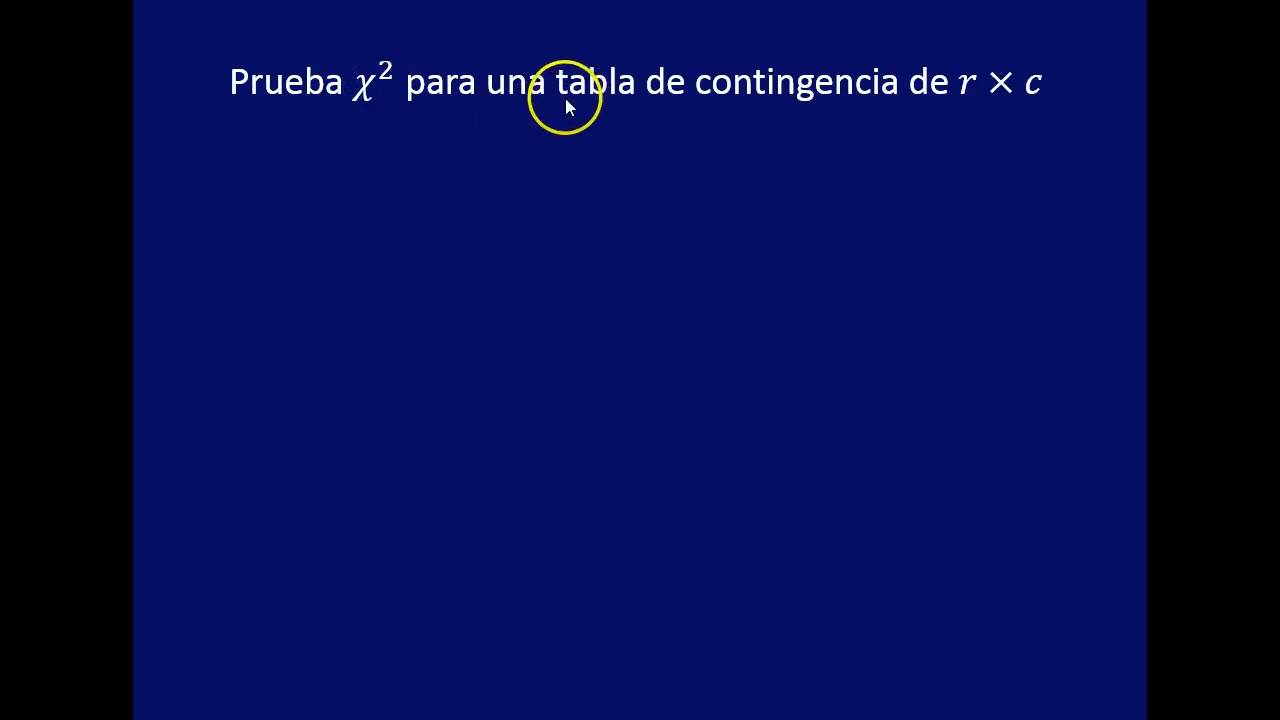 Prueba χ² para una tabla de contingencia de r × c